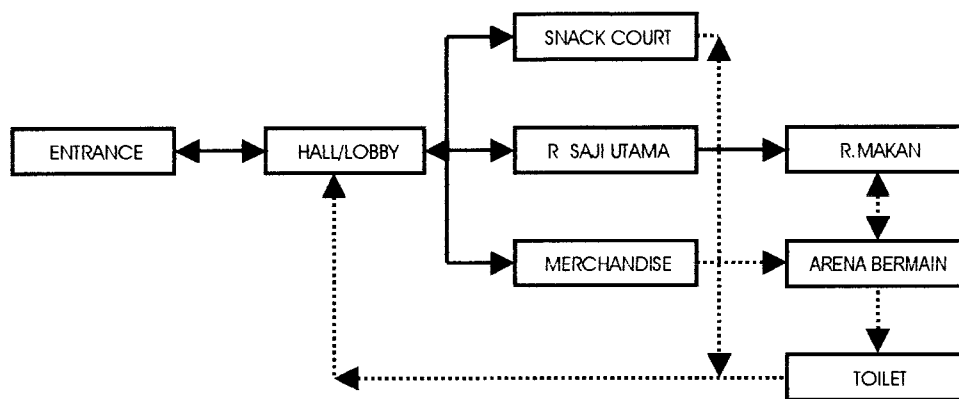 SNACK COURT
ENTRANCE
HALL/LOBBY
R SAJI UTAMA
R.MAKAN
MERCHANDISE
ARENA BERMAIN
TOILET